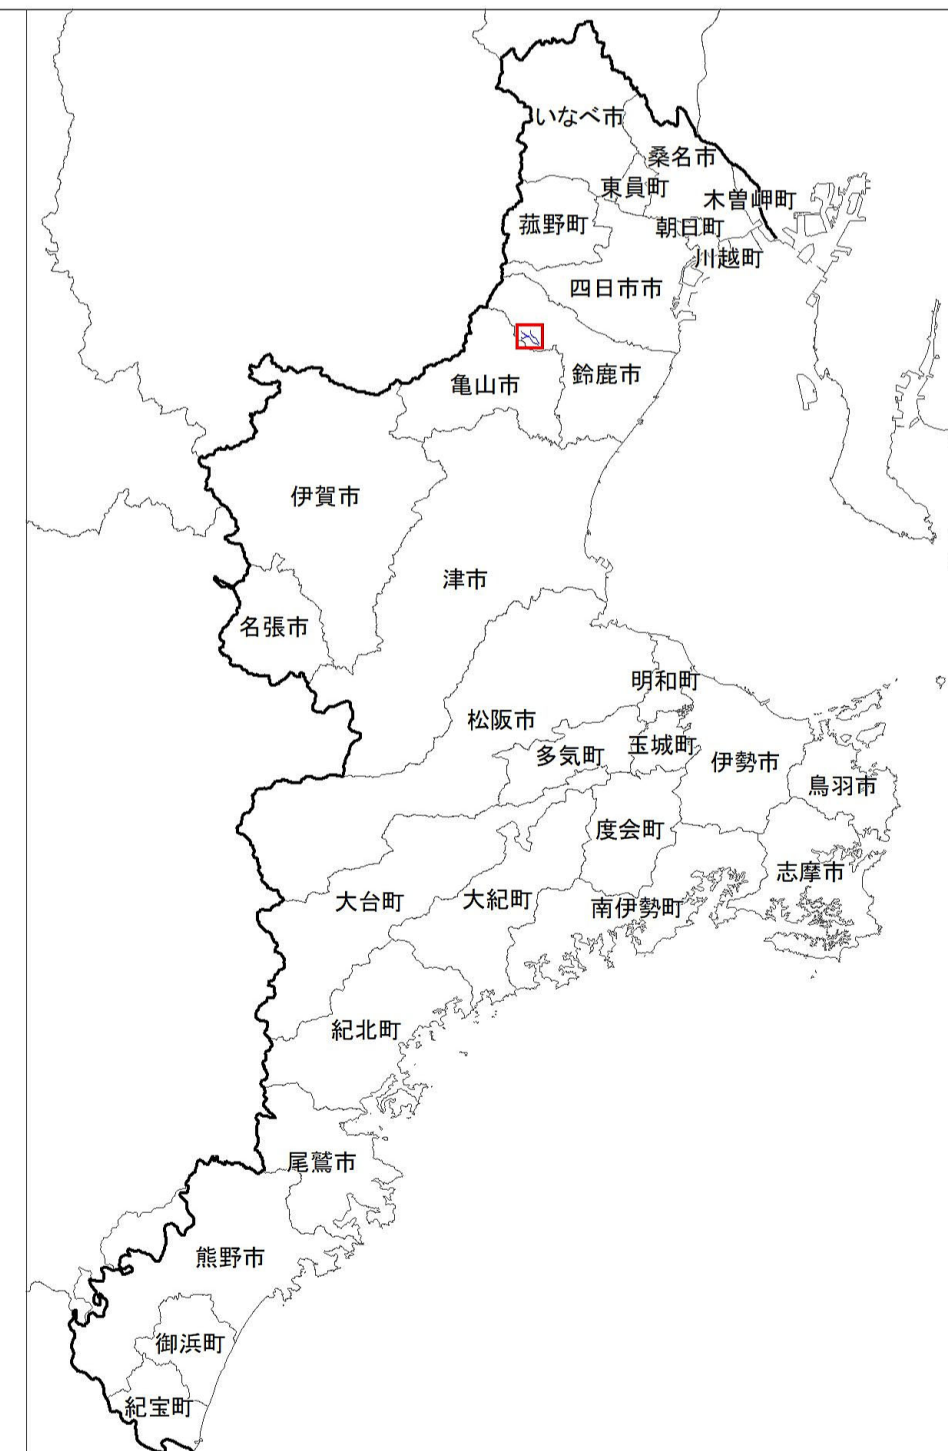 いなべ市
桑名市
東員町
木曽岬町
菰野町
朝日町
川越町
四日市市
鈴鹿市
亀山市
伊賀市
津市
名張市
明和町
松阪市
玉城町
多気町
伊勢市
鳥羽市
度会町
志摩市
大台町
大紀町
南伊勢町
紀北町
尾鷲市
熊野市
御浜町
紀宝町